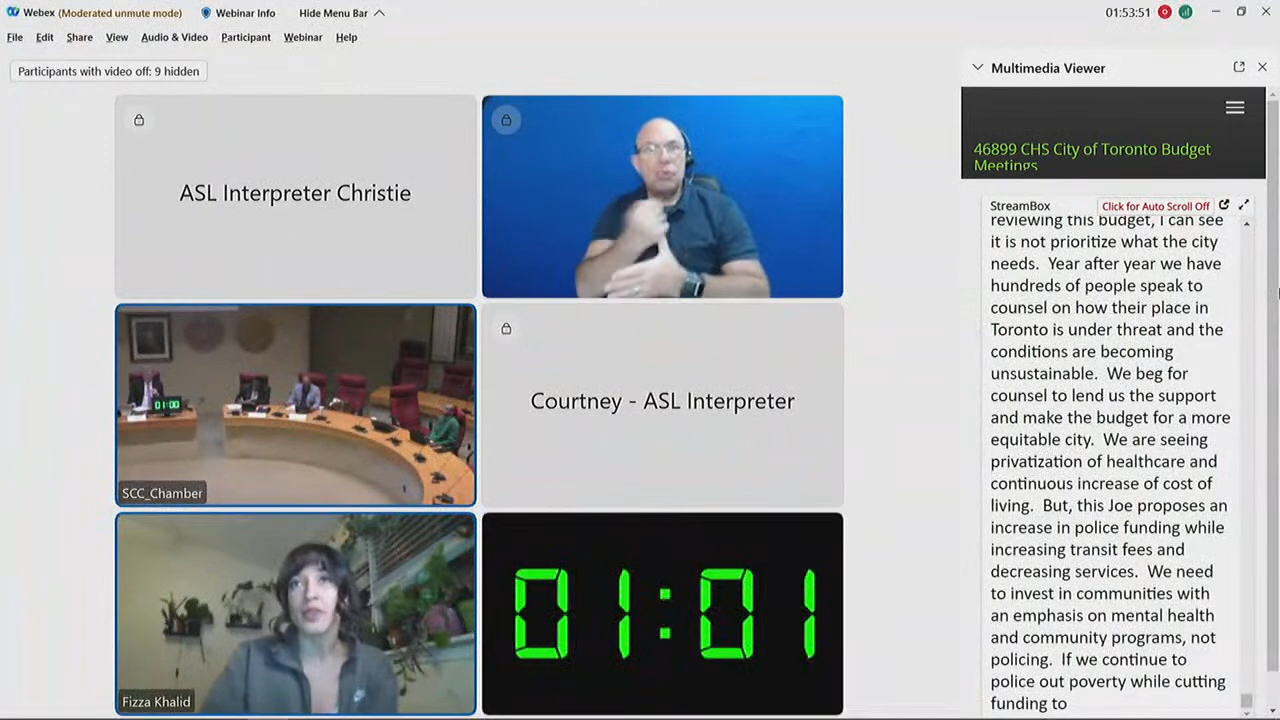 Webex (Moderated unmute mode) Webinar Info Hide Menu Bar 01:53:51
File Edit Share View Audio & Video Participant Webinar Help
Participants with video off: 9 hidden
Multimedia Viewer
46899 CHS City of Toronto Budget
Meetings
StreamBox Click for Auto Scroll Off
ASL Interpreter Christie
01:00
SCC_Chamber
Courtney - ASL Interpreter
Fizza Khalid
01:01
reviewing this budget, I can see
it is not prioritize what the city
needs. Year after year we have
hundreds of people speak to
counsel on how their place in
Toronto is under threat and the
conditions are becoming
unsustainable. We beg for
counsel to lend us the support
and make the budget for a more
equitable city. We are seeing
privatization of healthcare and
continuous increase of cost of
living. But, this Joe proposes an
increase in police funding while
increasing transit fees and
decreasing services. We need
to invest in communities with
an emphasis on mental health
and community programs, not
policing. If we continue to
police out poverty while cutting
funding to